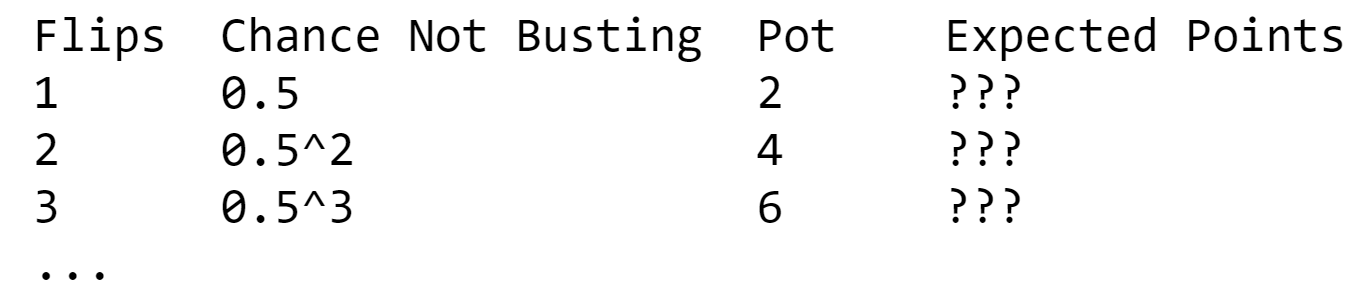 Flips Chance Not Busting Pot Expected Points
1 0.5 2 ???
2 0.5^2 4 ???
3 0.5^3 6 ???
...